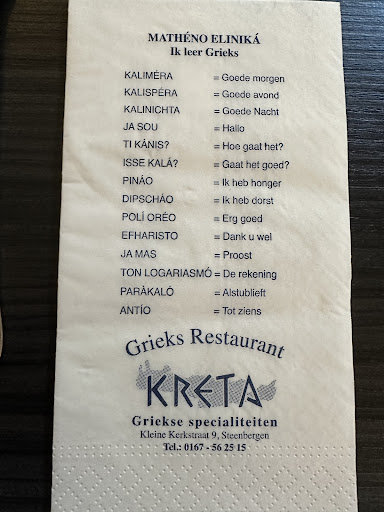 MATHÉNO ELINIKÁ
Ik leer Grieks
KALIMÉRA = Goede morgen
KALISPÉRA = Goede avond
KALINICHTA = Goede Nacht
JA SOU = Hallo
TI KÁNIS? = Hoe gaat het?
ISSE KALÁ? = Gaat het goed?
PINÁO = Ik heb honger
DIPSCHÁO = Ik heb dorst
POLÍ ORÉO = Erg goed
EFHARISTO = Dank u wel
JA MAS = Proost
TON LOGARIASMÓ = De rekening
PARÀKALÓ = Alstublieft
ANTÍO = Tot ziens
Grieks Restaurant
KRETA
Griekse specialiteiten
Kleine Kerkstraat 9, Steenbergen
Tel.: 0167 - 56 25 15